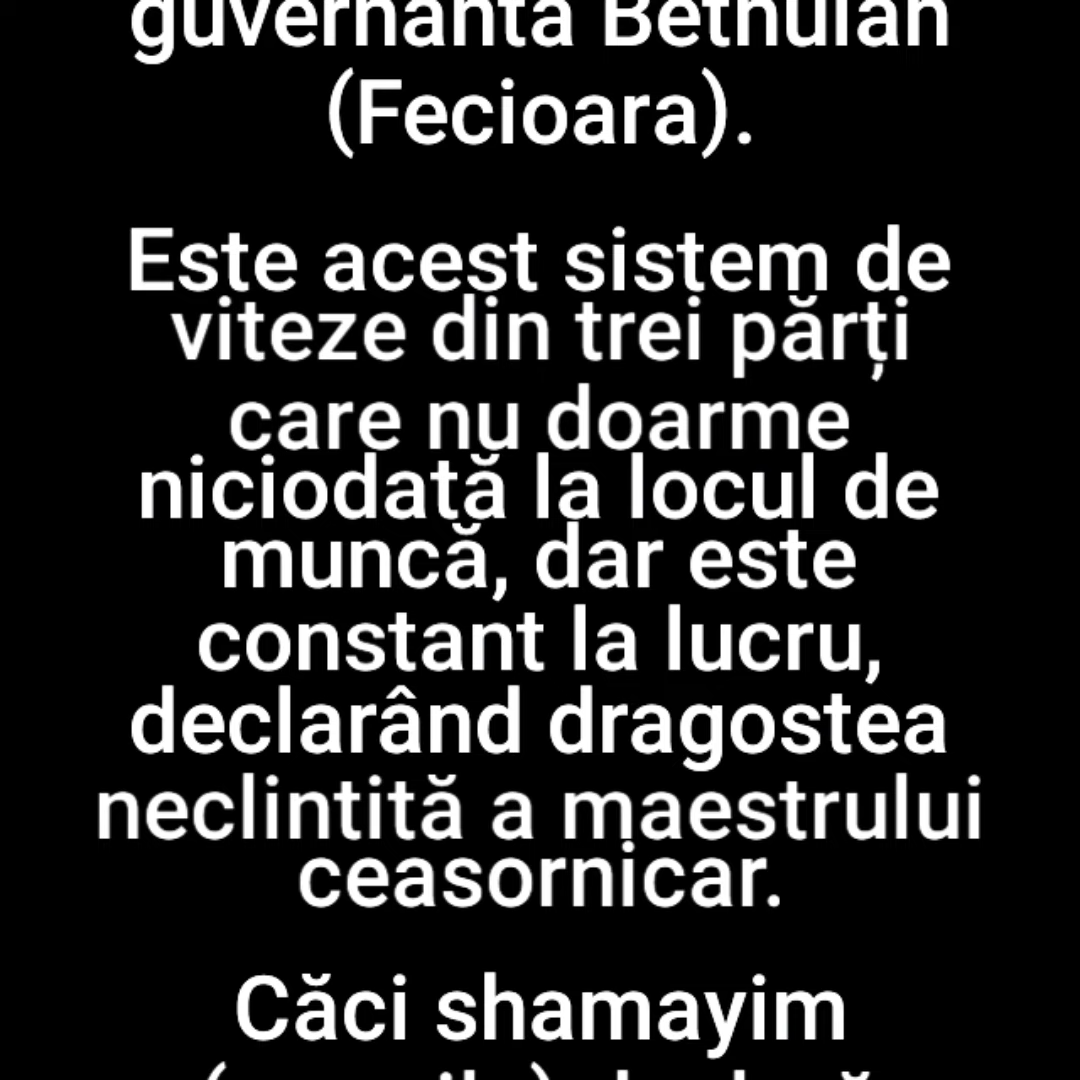 guvernanta Bethulah
(Fecioara).
Este acest sistem de
viteze din trei părți
care nu doarme
niciodată la locul de
muncă, dar este
constant la lucru,
declarând dragostea
neclintită a maestrului
ceasornicar.
Căci shamayim